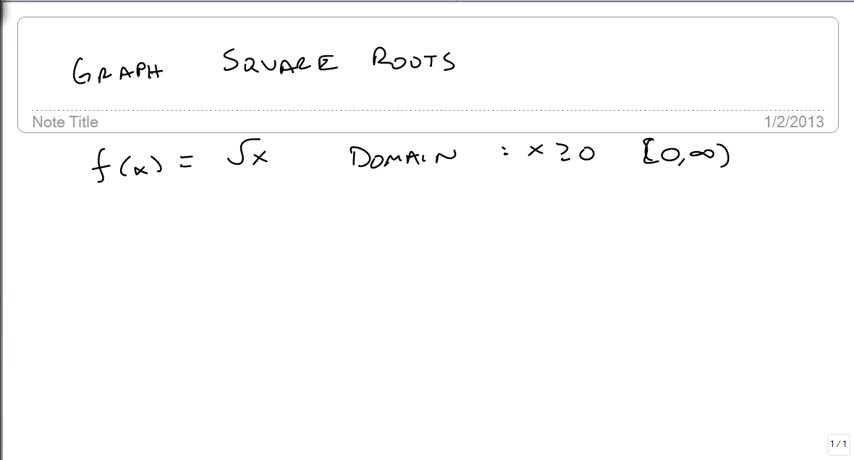 GRAPH SQUARE ROOTS
Note Title 1/2/2013
f(x) = √x DOMAIN : x ≥ 0 [0,∞)
1 / 1